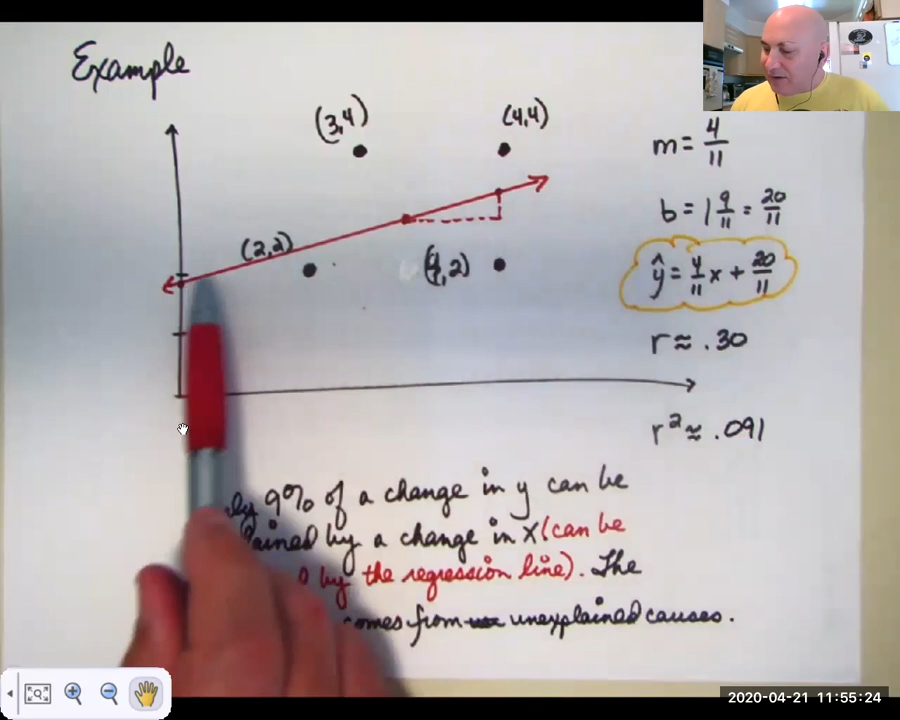 Example
(3,4)
(4,4)
(2,2)
(4,2)
m = 4/11
b = 1 9/11 = 20/11
ŷ = 4/11 x + 20/11
r ≈ .30
r² ≈ .091
9% of a change in y can be
by a change in x (can be
by the regression line). The
comes from unexplained causes.
2020-04-21 11:55:24